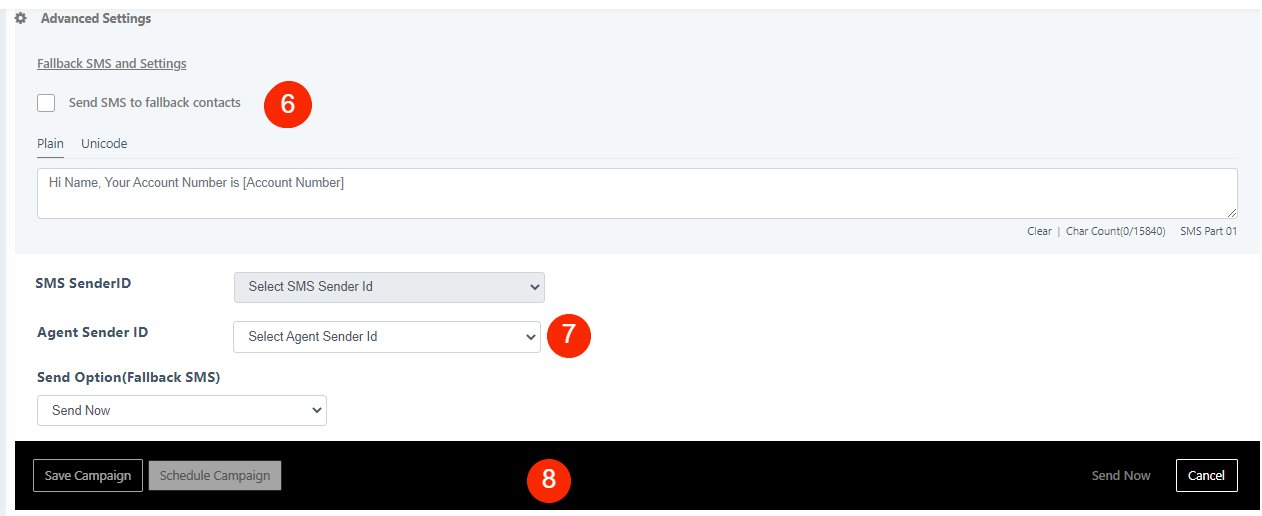 Advanced Settings
Fallback SMS and Settings
Send SMS to fallback contacts 6
Plain Unicode
Hi Name, Your Account Number is [Account Number]
Clear | Char Count(0/15840) SMS Part 01
SMS SenderID Select SMS Sender Id
Agent Sender ID Select Agent Sender Id 7
Send Option(Fallback SMS)
Send Now
Save Campaign Schedule Campaign 8 Send Now Cancel